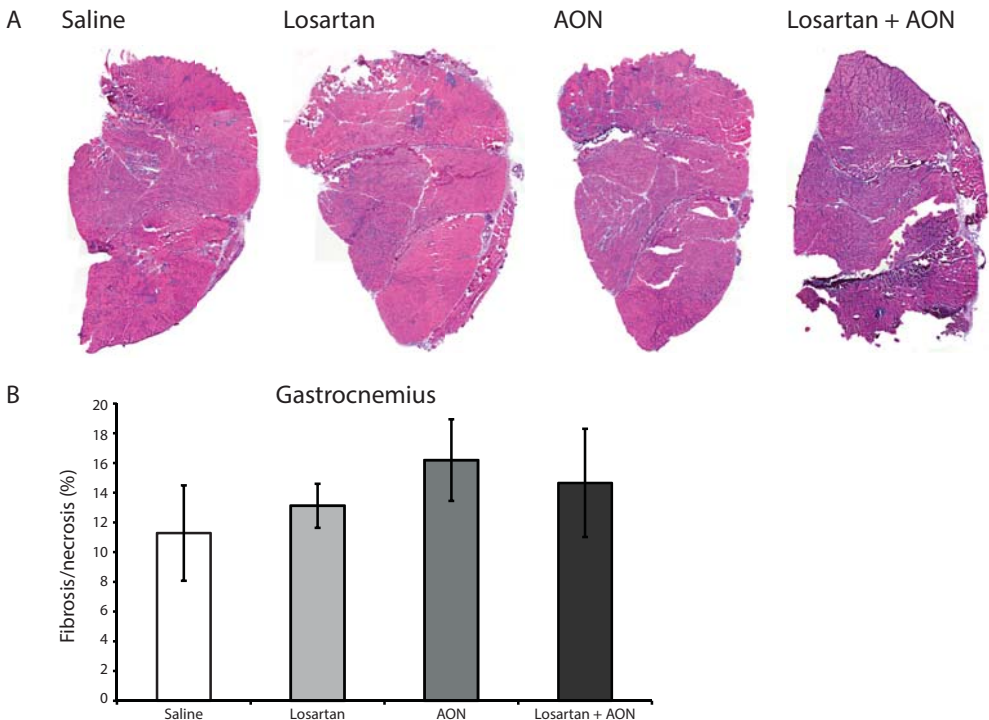 A Saline Losartan AON Losartan + AON
B Gastrocnemius
Fibrosis/necrosis (%)
20
18
16
14
12
10
8
6
4
2
0
Saline Losartan AON Losartan + AON